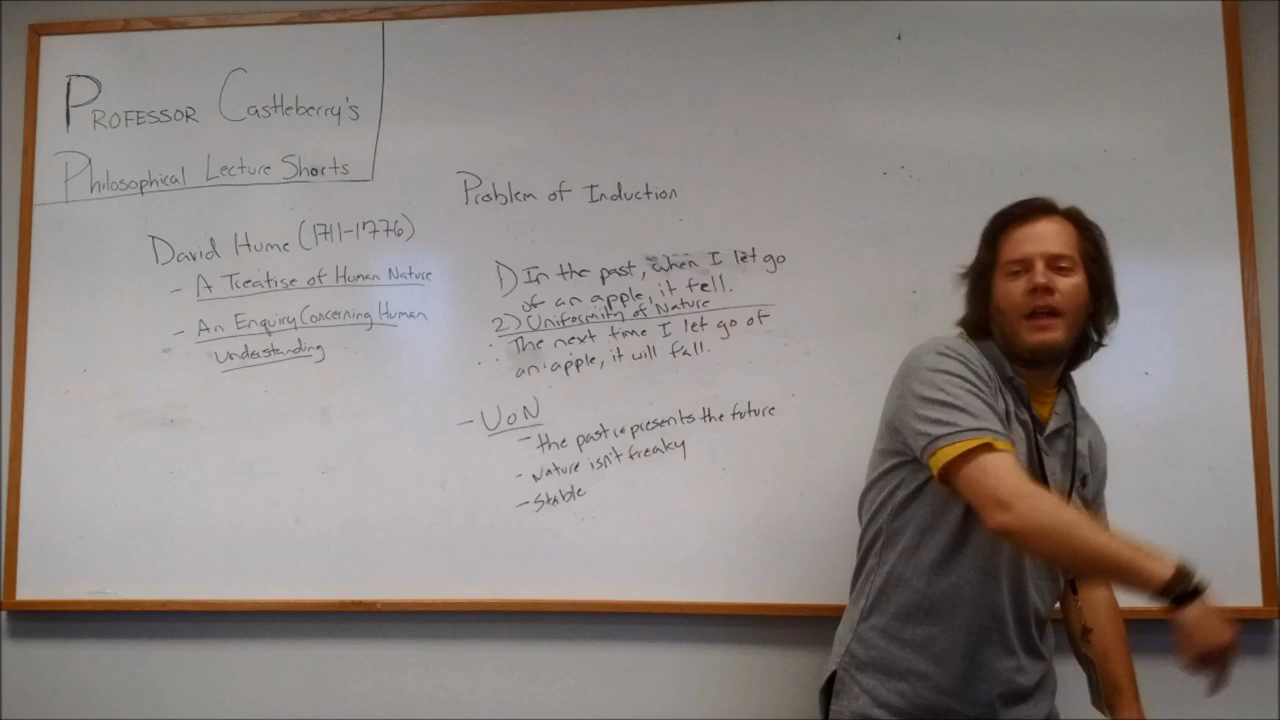 PROFESSOR Castleberry's
Philosophical Lecture Shorts
David Hume (1711-1776)
- A Treatise of Human Nature
- An Enquiry Concerning Human
Understanding
Problem of Induction
1) In the past, when I let go
of an apple, it fell.
2) Uniformity of Nature
∴ The next time I let go of
an apple, it will fall.
- UoN
- the past represents the future
- Nature isn't freaky
- Stable